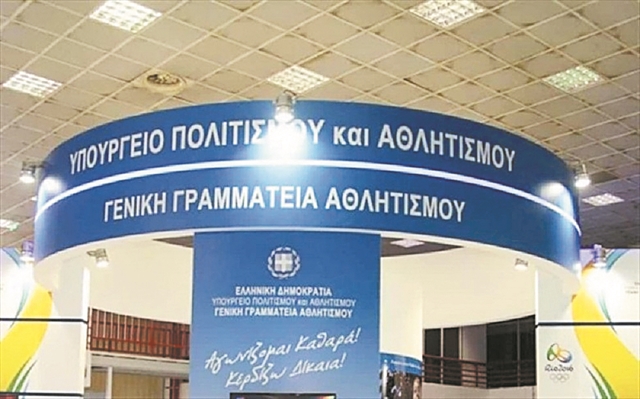 ΥΠΟΥΡΓΕΙΟ ΠΟΛΙΤΙΣΜΟΥ και ΑΘΛΗΤΙΣΜΟΥ
ΓΕΝΙΚΗ ΓΡΑΜΜΑΤΕΙΑ ΑΘΛΗΤΙΣΜΟΥ
ΕΛΛΗΝΙΚΗ ΔΗΜΟΚΡΑΤΙΑ
ΥΠΟΥΡΓΕΙΟ ΠΟΛΙΤΙΣΜΟΥ και ΑΘΛΗΤΙΣΜΟΥ
ΓΕΝΙΚΗ ΓΡΑΜΜΑΤΕΙΑ ΑΘΛΗΤΙΣΜΟΥ
Αγωνίζομαι Καθαρά!
Κερδίζω Δίκαια!
Rio2016